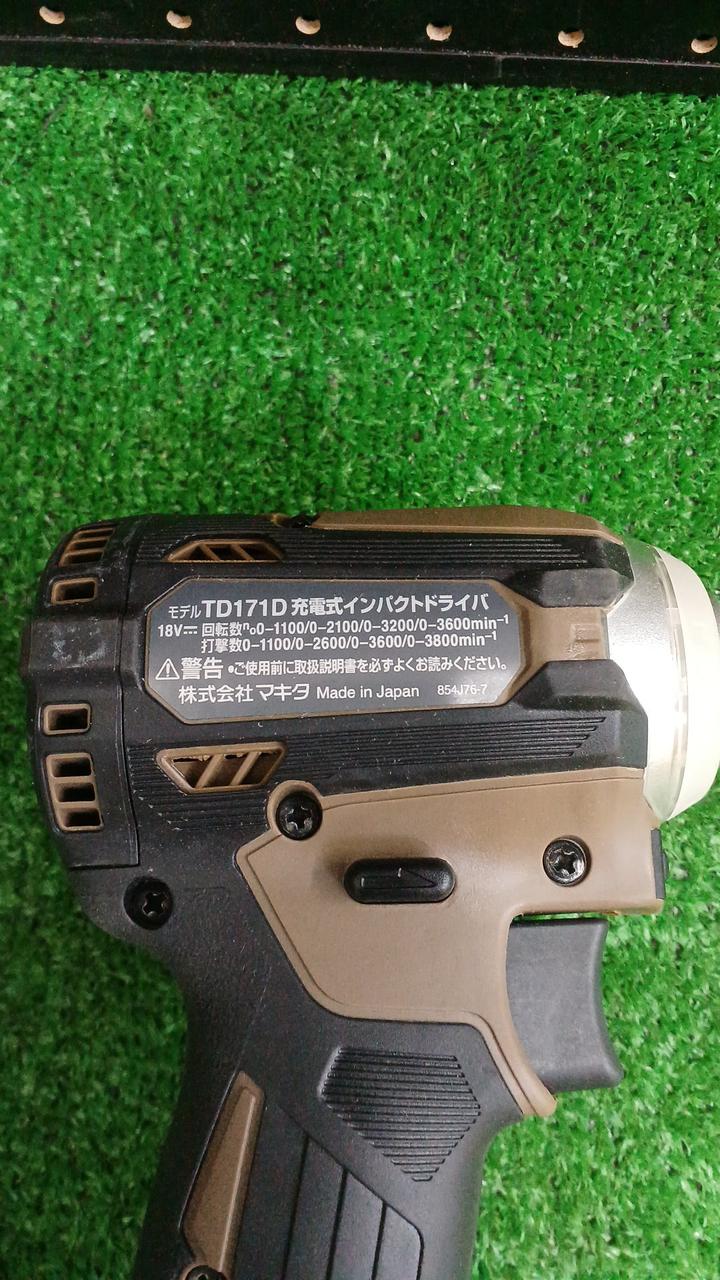 モデル TD171D 充電式インパクトドライバ
18V⎓ 回転数n₀0-1100/0-2100/0-3200/0-3600min⁻¹
打撃数0-1100/0-2600/0-3600/0-3800min⁻¹
⚠警告 •ご使用前に取扱説明書を必ずよくお読みください。
株式会社 マキタ Made in Japan 854J76-7